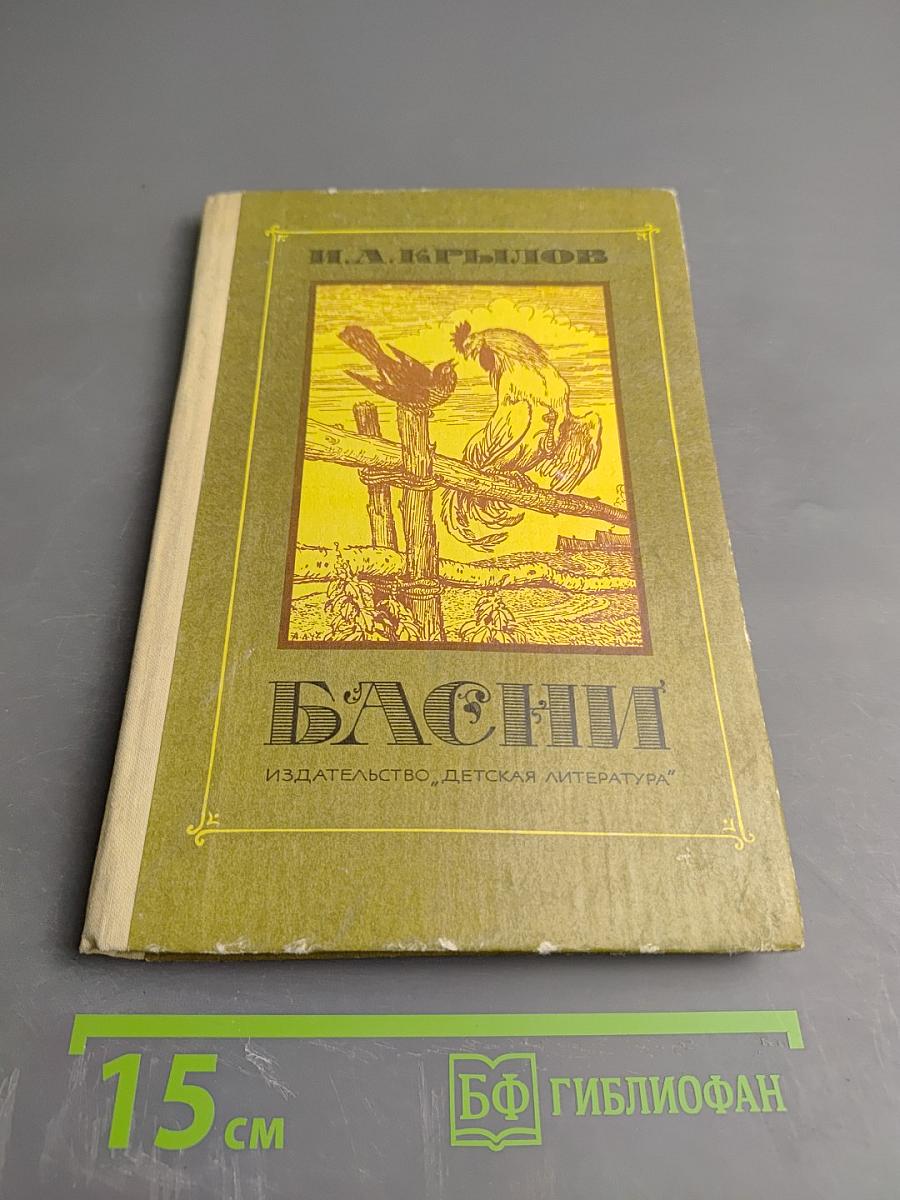 И.А.КРЫЛОВ
БАСНИ
ИЗДАТЕЛЬСТВО „ДЕТСКАЯ ЛИТЕРАТУРА“
15 см
БФ ГИБЛИОФАН